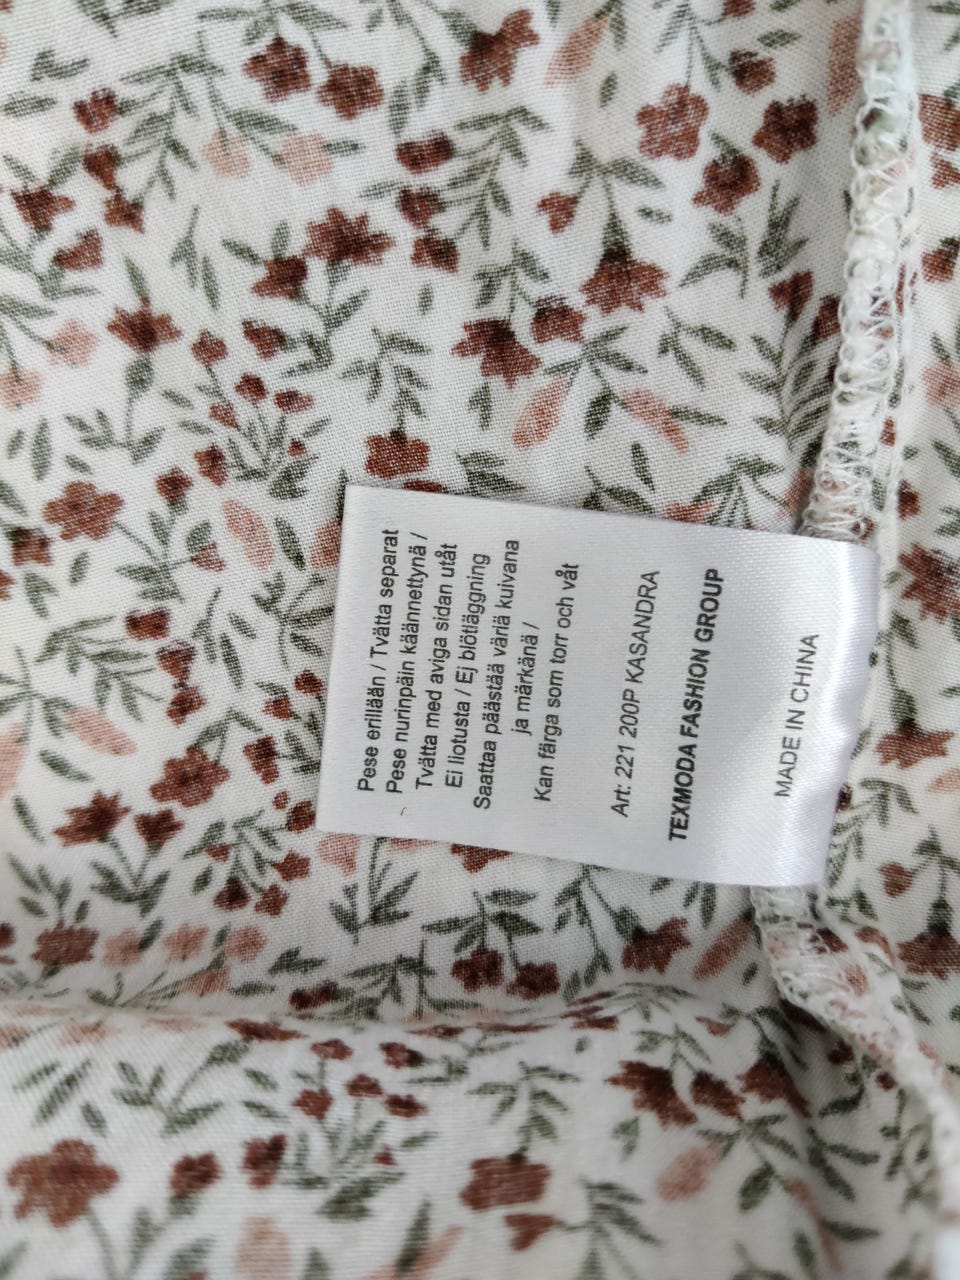 Pese erillään / Tvätta separat
Pese nurinpäin käännettynä /
Tvätta med aviga sidan utåt
Ei liotusta / Ej blötläggning
Saattaa päästää väriä kuivana
ja märkänä /
Kan färga som torr och våt
Art: 221 200P KASANDRA
TEXMODA FASHION GROUP
MADE IN CHINA